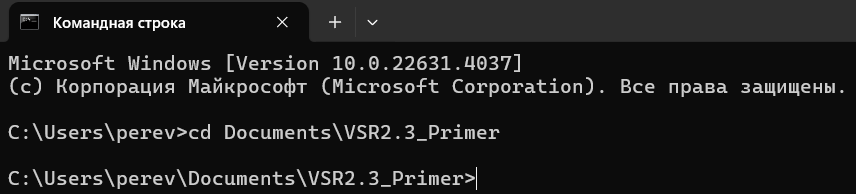 Командная строка
Microsoft Windows [Version 10.0.22631.4037]
(c) Корпорация Майкрософт (Microsoft Corporation). Все права защищены.
C:\Users\perev>cd Documents\VSR2.3_Primer
C:\Users\perev\Documents\VSR2.3_Primer>